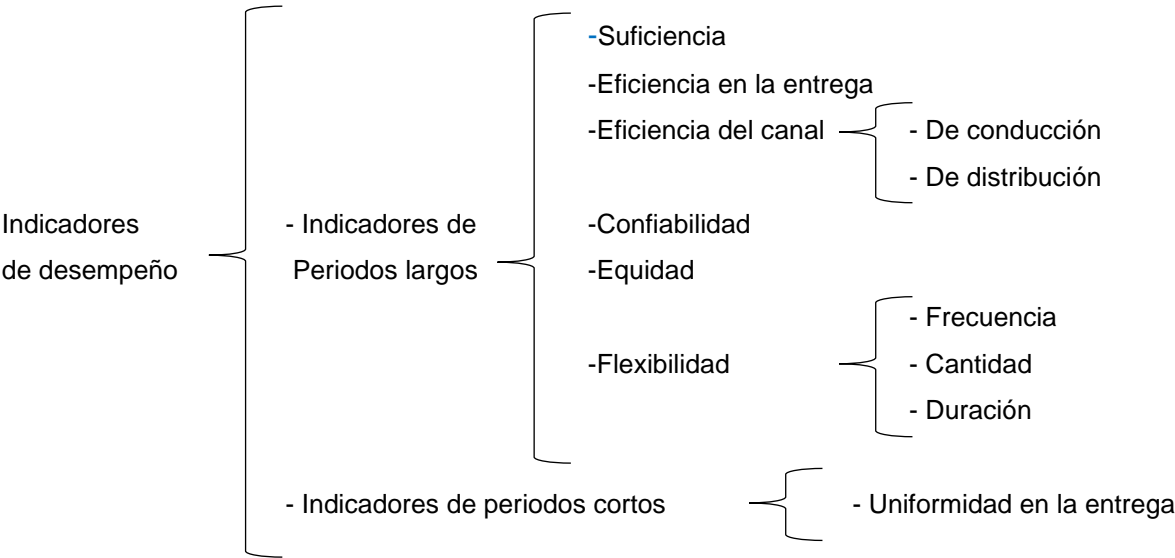 Indicadores
de desempeño
- Indicadores de
Periodos largos
-Suficiencia
-Eficiencia en la entrega
-Eficiencia del canal
- De conducción
- De distribución
-Confiabilidad
-Equidad
-Flexibilidad
- Frecuencia
- Cantidad
- Duración
- Indicadores de periodos cortos
- Uniformidad en la entrega